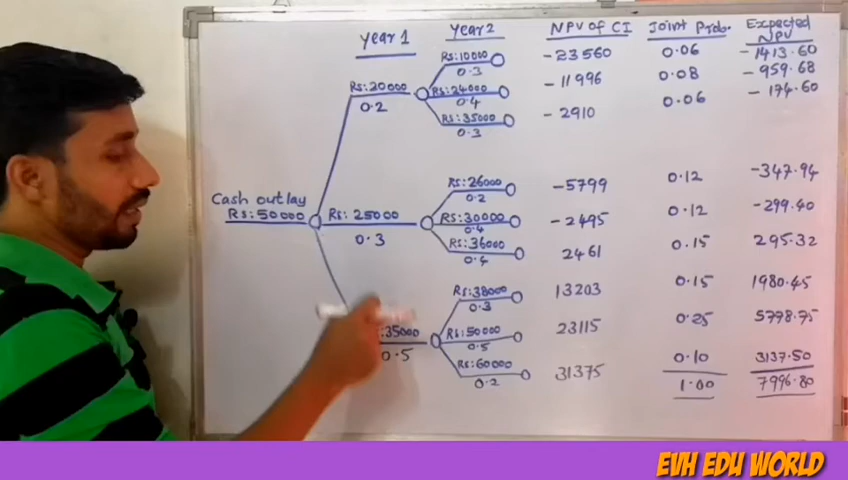 Year 1 Year 2 NPV of CI Joint Prob. Expected NPV
Rs:10000 -23560 0.06 -1413.60
0.3
Rs:20000 Rs:24000 -11996 0.08 -959.68
0.2 0.4
Rs:35000 -2910 0.06 -174.60
0.3
Rs:26000 -5799 0.12 -347.94
0.2
Cash outlay
Rs:50000 Rs:25000 Rs:30000 -2495 0.12 -299.40
0.3 0.4
Rs:36000 2461 0.15 295.32
0.4
Rs:38000 13203 0.15 1980.45
0.3
:35000 Rs:50000 23115 0.25 5778.75
0.5 0.5
Rs:60000 31375 0.10 3137.50
0.2 1.00 7996.80
EVH EDU WORLD